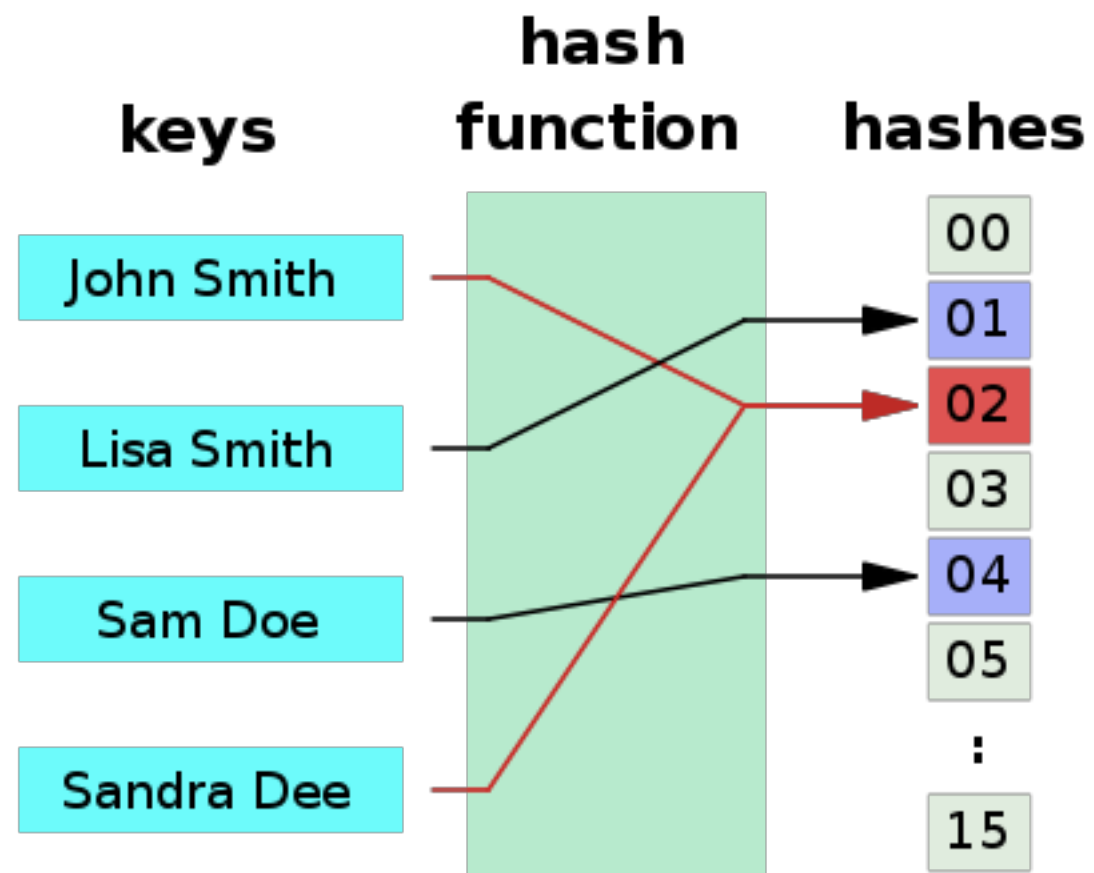 hash
keys function hashes
John Smith
Lisa Smith
Sam Doe
Sandra Dee
00
01
02
03
04
05
:
15